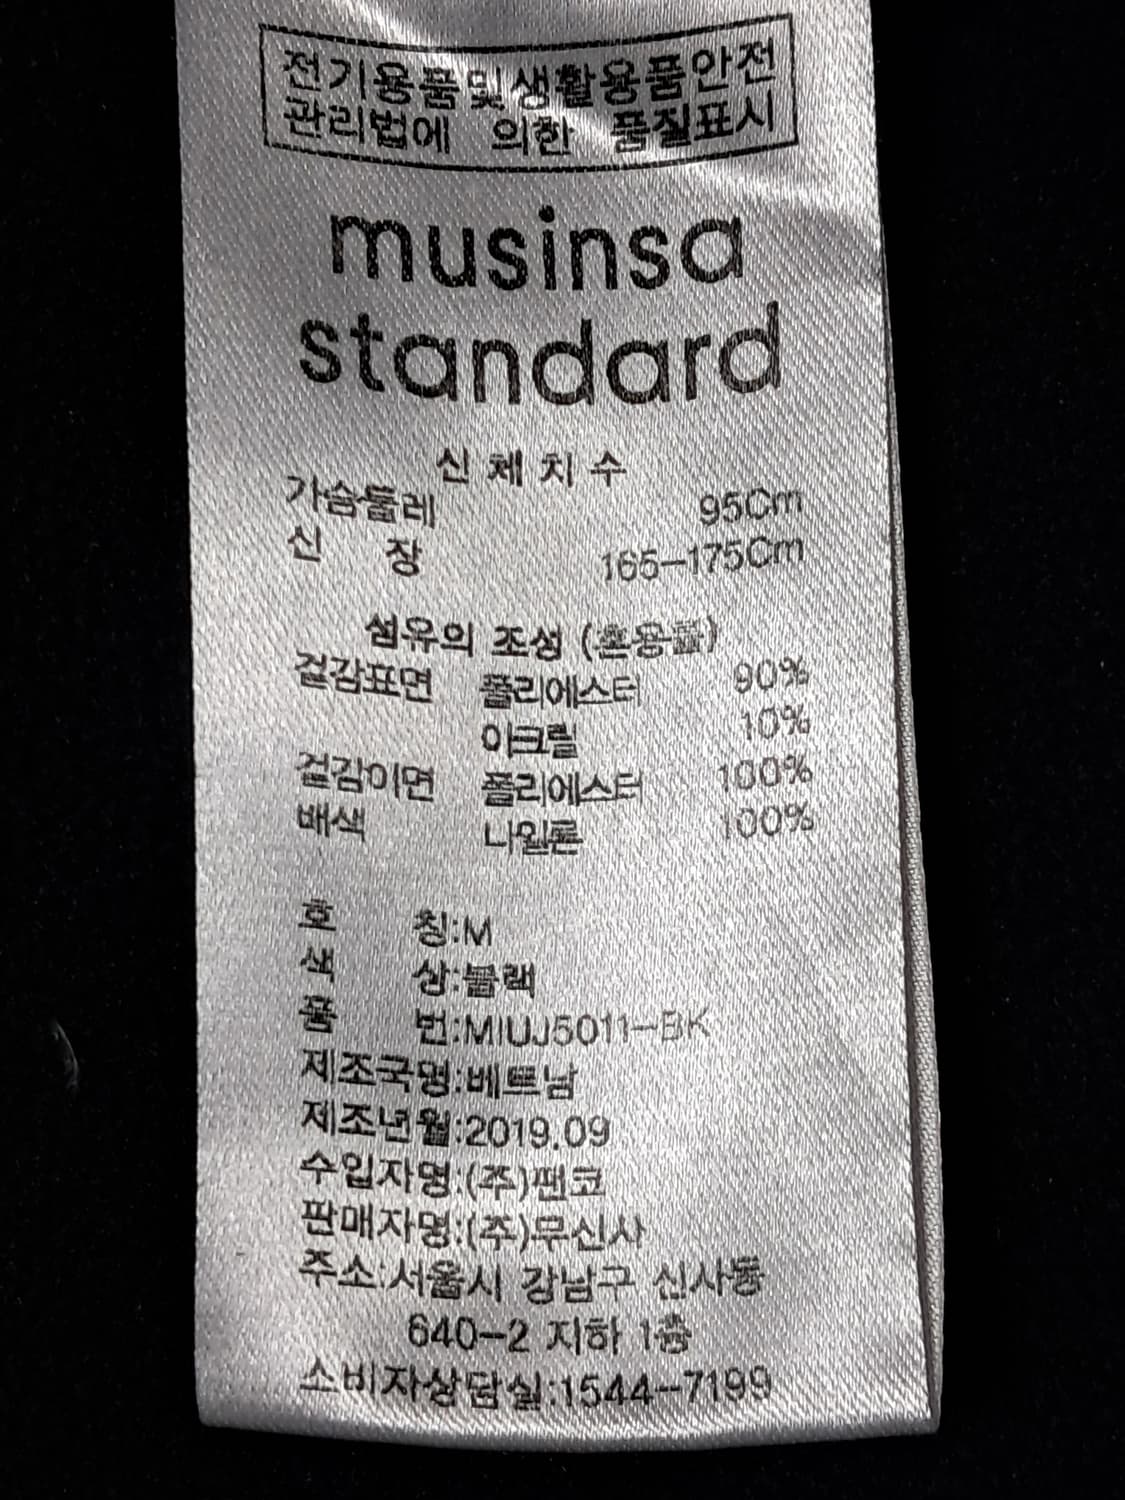 전기용품및생활용품안전
관리법에 의한 품질표시
musinsa
standard
신체치수
가슴둘레 95Cm
신 장 165-175Cm
섬유의 조성 (혼용률)
겉감표면 폴리에스터 90%
아크릴 10%
겉감이면 폴리에스터 100%
배색 나일론 100%
호 칭:M
색 상:블랙
품 번:MIUJ5011-BK
제조국명:베트남
제조년월:2019.09
수입자명:(주)팬코
판매자명:(주)무신사
주소:서울시 강남구 신사동
640-2 지하 1층
소비자상담실:1544-7199